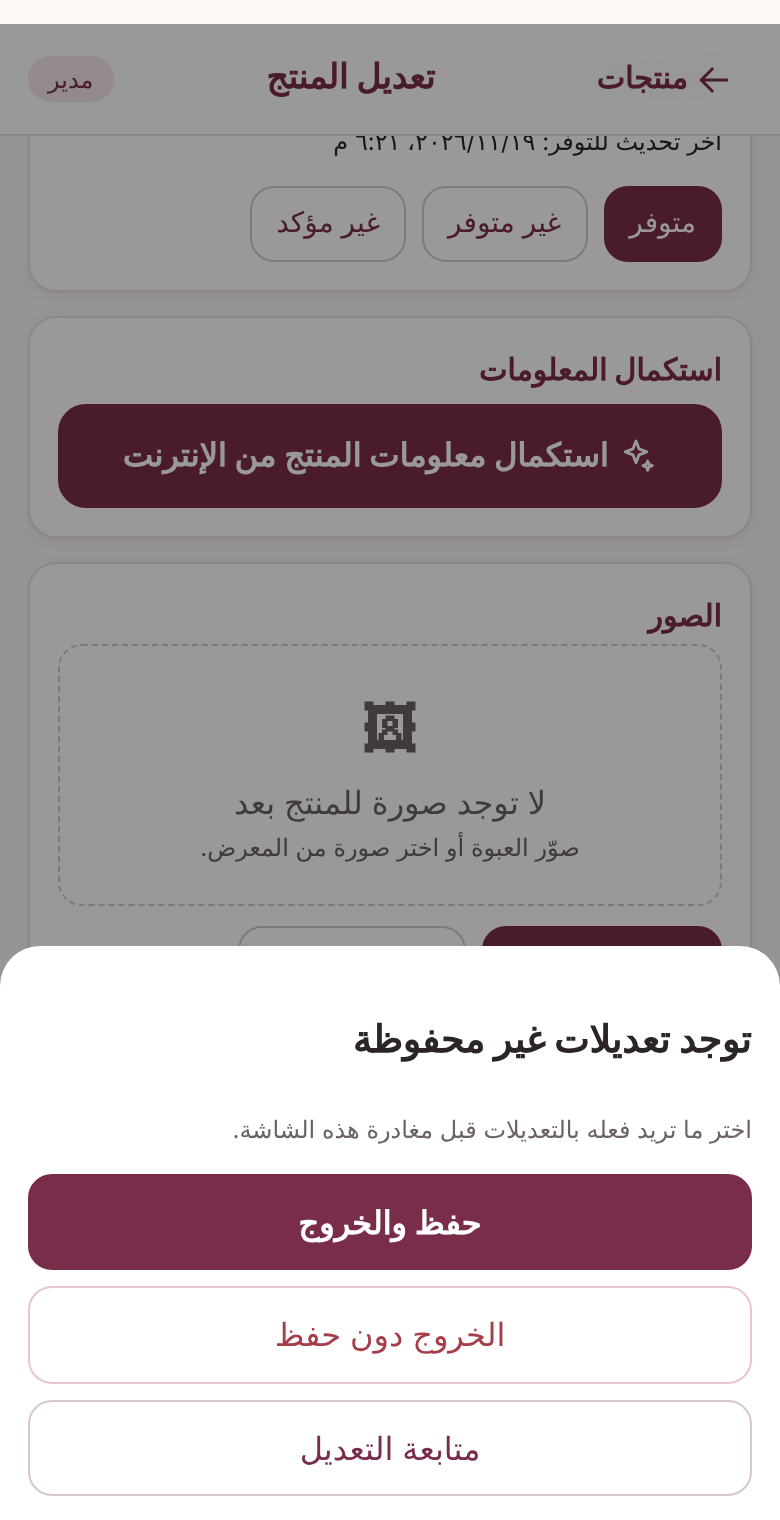 منتجات
تعديل المنتج
مدير
آخر تحديث للتوفر: ٢٠٢٦/١١/١٩، ٦:٢١ م
متوفر
غير متوفر
غير مؤكد
استكمال المعلومات
استكمال معلومات المنتج من الإنترنت
الصور
لا توجد صورة للمنتج بعد
صوّر العبوة أو اختر صورة من المعرض.
توجد تعديلات غير محفوظة
اختر ما تريد فعله بالتعديلات قبل مغادرة هذه الشاشة.
حفظ والخروج
الخروج دون حفظ
متابعة التعديل